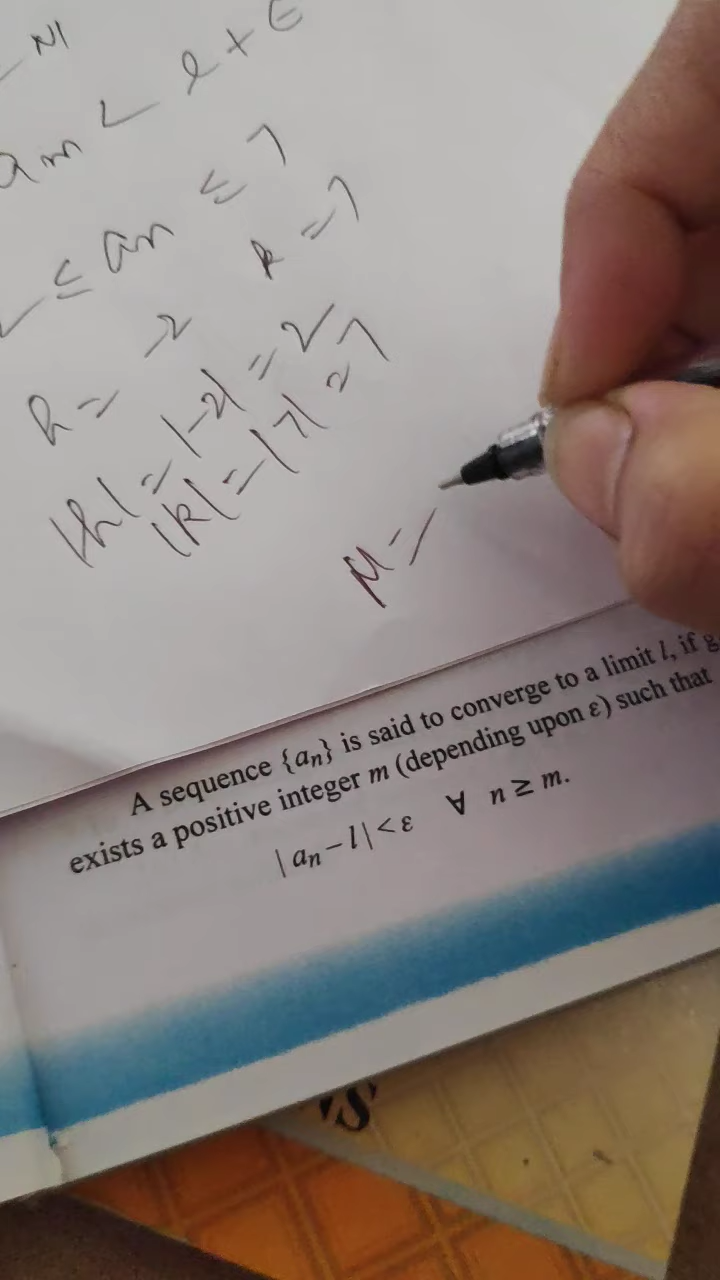 N
am < l + ε
≤ an ≤ 7
k = 7
h = 2
|h| = |-2| = 2
|k| = |7| = 7
M =
A sequence {aₙ} is said to converge to a limit l, if
exists a positive integer m (depending upon ε) such that
| aₙ – l | < ε ∀ n ≥ m.